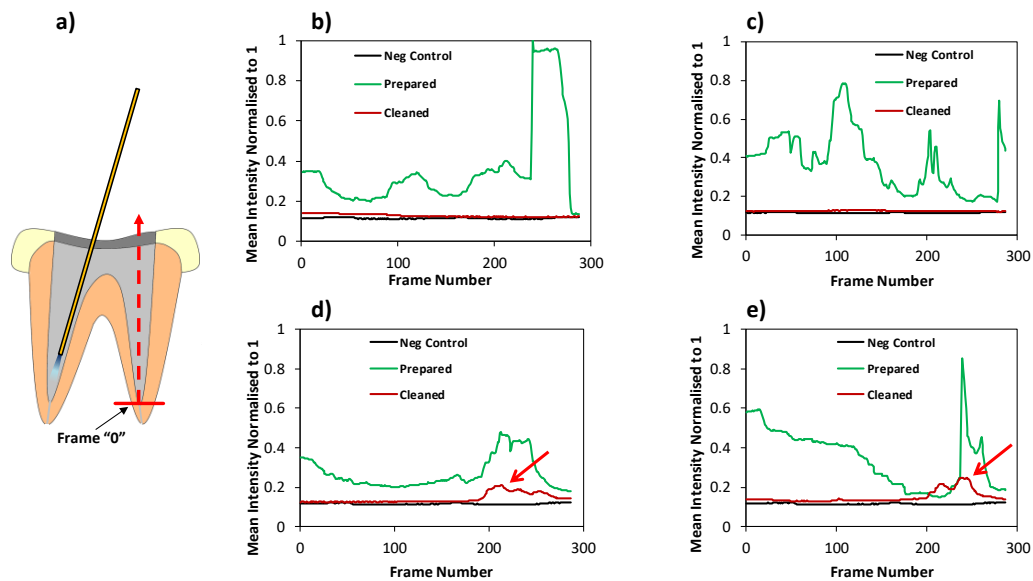 a)
Frame "0"
b)
Mean Intensity Normalised to 1
1
0.8
0.6
0.4
0.2
0
0
100
200
300
Frame Number
Neg Control
Prepared
Cleaned
c)
Mean Intensity Normalised to 1
1
0.8
0.6
0.4
0.2
0
0
100
200
300
Frame Number
Neg Control
Prepared
Cleaned
d)
Mean Intensity Normalised to 1
1
0.8
0.6
0.4
0.2
0
0
100
200
300
Frame Number
Neg Control
Prepared
Cleaned
e)
Mean Intensity Normalised to 1
1
0.8
0.6
0.4
0.2
0
0
100
200
300
Frame Number
Neg Control
Prepared
Cleaned